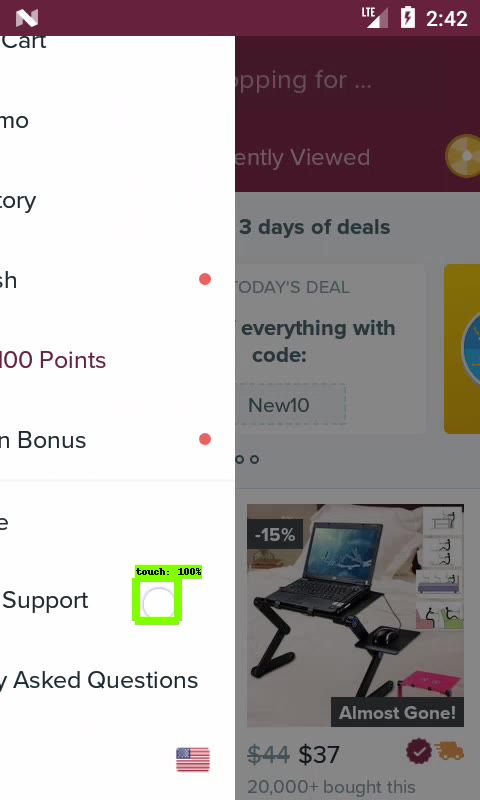 LTE
2:42
Cart
opping for ...
mo
ently Viewed
tory
3 days of deals
sh
TODAY'S DEAL
everything with
code:
100 Points
New10
n Bonus
-15%
e
touch: 100%
Support
y Asked Questions
Almost Gone!
$44 $37
20,000+ bought this